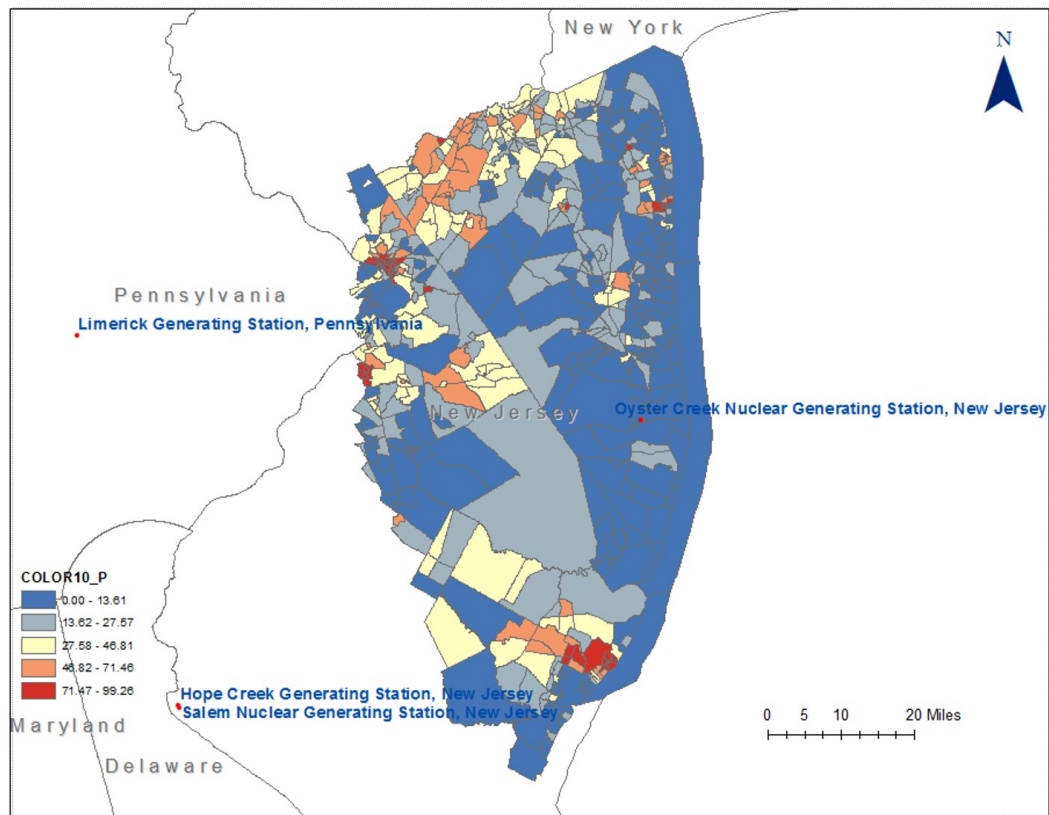 New York
N
Pennsylvania
Limerick Generating Station, Pennsylvania
New Jersey
Oyster Creek Nuclear Generating Station, New Jersey
COLOR10_P
0.00 - 13.61
13.62 - 27.57
27.58 - 46.81
46.82 - 71.46
71.47 - 99.26
Hope Creek Generating Station, New Jersey
Salem Nuclear Generating Station, New Jersey
Maryland
Delaware
0 5 10 20 Miles